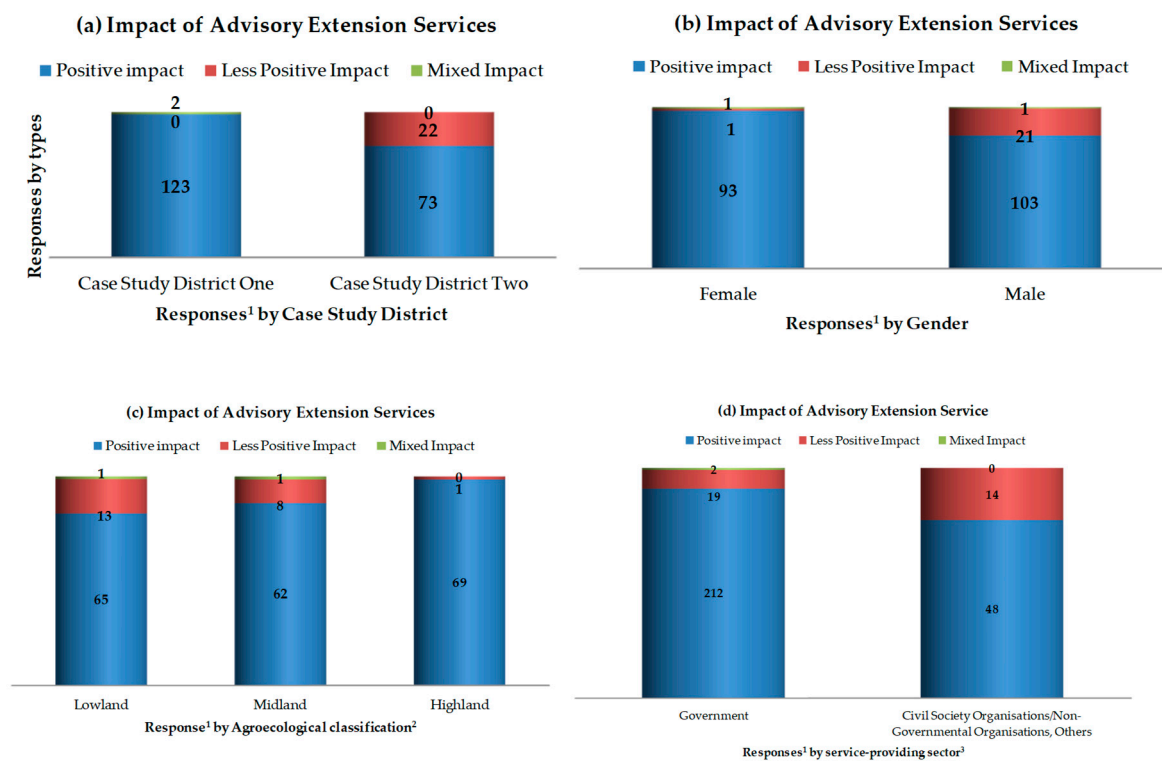 (a) Impact of Advisory Extension Services
Positive impact Less Positive Impact Mixed Impact
Responses by types
2
0
123
0
22
73
Case Study District One Case Study District Two
Responses¹ by Case Study District
(b) Impact of Advisory Extension Services
Positive impact Less Positive Impact Mixed Impact
1
1
93
1
21
103
Female Male
Responses¹ by Gender
(c) Impact of Advisory Extension Services
Positive impact Less Positive Impact Mixed Impact
1
13
65
1
8
62
0
1
69
Lowland Midland Highland
Response¹ by Agroecological classification²
(d) Impact of Advisory Extension Service
Positive impact Less Positive Impact Mixed Impact
2
19
212
0
14
48
Government
Civil Society Organisations/Non-
Governmental Organisations, Others
Responses¹ by service-providing sector³